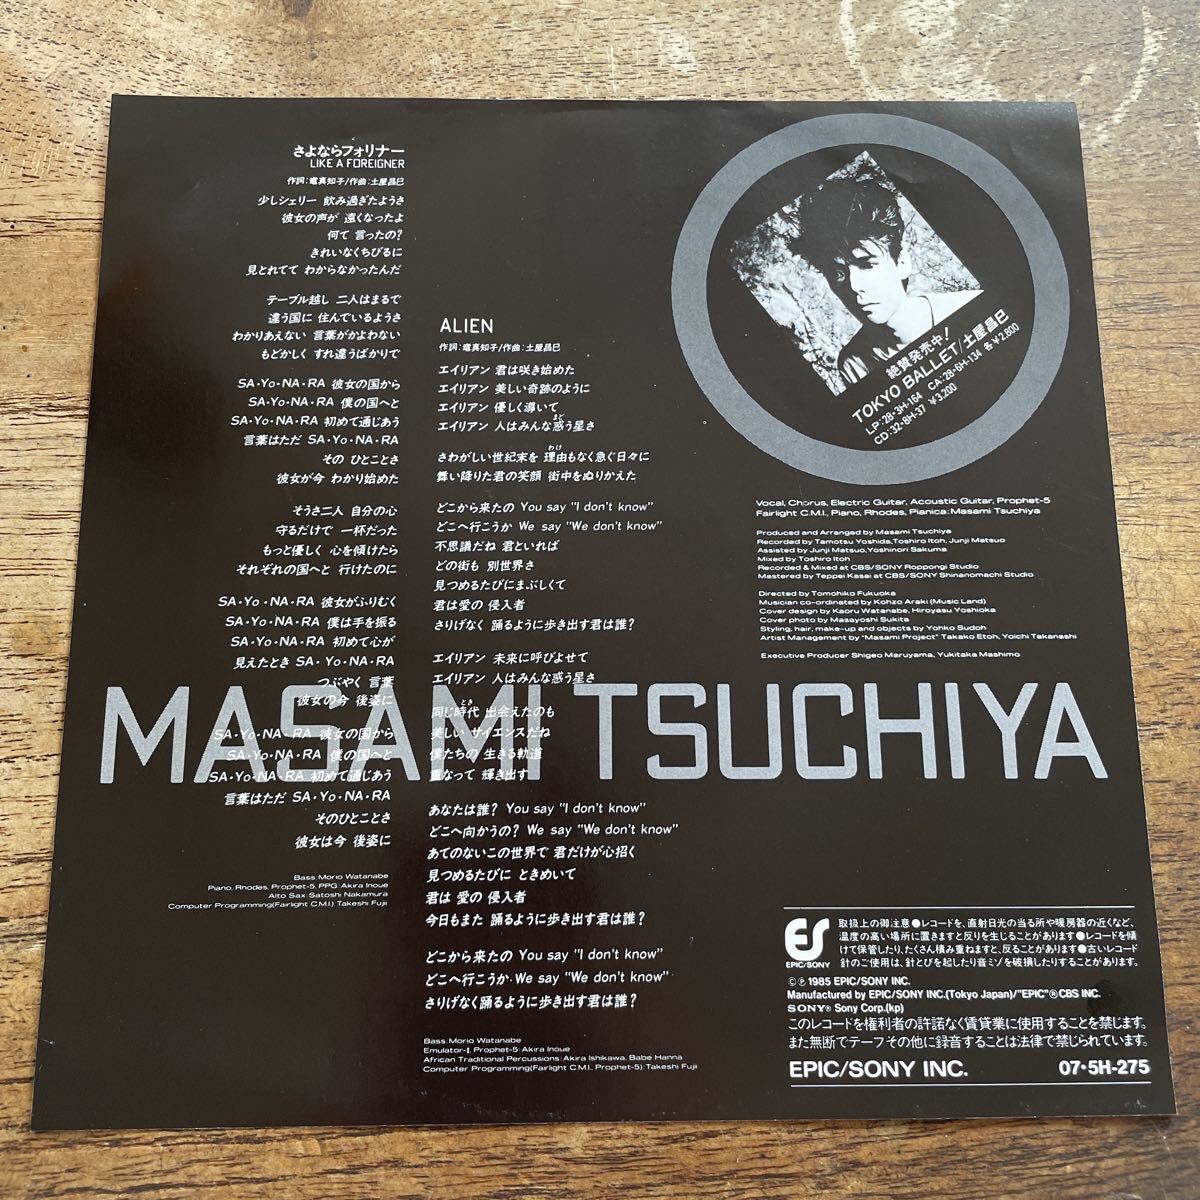 さよならフォリナー
LIKE A FOREIGNER
作詞:竜真知子/作曲:土屋昌巳
少しシェリー 飲み過ぎたようさ
彼女の声が 遠くなったよ
何て 言ったの?
きれいなくちびるに
見とれてて わからなかったんだ
テーブル越し 二人はまるで
違う国に 住んでいるようさ
わかりあえない 言葉がかよわない
もどかしく すれ違うばかりで
SA・Yo・NA・RA 彼女の国から
SA・Yo・NA・RA 僕の国へと
SA・Yo・NA・RA 初めて通じあう
言葉はただ SA・Yo・NA・RA
その ひとことさ
彼女が今 わかり始めた
そうさ二人 自分の心
守るだけで 一杯だった
もっと優しく 心を傾けたら
それぞれの国へと 行けたのに
SA・Yo・NA・RA 彼女がふりむく
SA・Yo・NA・RA 僕は手を振る
SA・Yo・NA・RA 初めて心が
見えたとき SA・Yo・NA・RA
つぶやく 言葉
彼女の今 後姿に
SA・Yo・NA・RA 彼女の国から
SA・Yo・NA・RA 僕の国へと
SA・Yo・NA・RA 初めて通じあう
言葉はただ SA・Yo・NA・RA
そのひとことさ
彼女は今 後姿に
Bass: Morio Watanabe
Piano, Rhodes, Prophet-5, PPG: Akira Inoue
Alto Sax: Satoshi Nakamura
Computer Programming(Fairlight C.M.I.): Takeshi Fujii
ALIEN
作詞:竜真知子/作曲:土屋昌巳
エイリアン 君は咲き始めた
エイリアン 美しい奇跡のように
エイリアン 優しく導いて
エイリアン 人はみんな惑う星さ
まど
さわがしい世紀末を 理由もなく急ぐ日々に
わけ
舞い降りた君の笑顔 街中をぬりかえた
どこから来たの You say "I don't know"
どこへ行こうか We say "We don't know"
不思議だね 君といれば
どの街も 別世界さ
見つめるたびにまぶしくて
君は愛の 侵入者
さりげなく 踊るように歩き出す君は誰?
エイリアン 未来に呼びよせて
エイリアン 人はみんな惑う星さ
同じ時代 出会えたのも
とき
美しい サイエンスだね
僕たちの 生きる軌道
重なって 輝き出す
あなたは誰? You say "I don't know"
どこへ向かうの? We say "We don't know"
あてのないこの世界で 君だけが心招く
見つめるたびに ときめいて
君は 愛の 侵入者
今日もまた 踊るように歩き出す君は誰?
どこから来たの You say "I don't know"
どこへ行こうか We say "We don't know"
さりげなく踊るように歩き出す君は誰?
Bass: Morio Watanabe
Emulator-II, Prophet-5: Akira Inoue
African Traditional Percussions: Akira Ishikawa, Babe Hanna
Computer Programming(Fairlight C.M.I., Prophet-5): Takeshi Fujii
絶賛発売中!
TOKYO BALLET/土屋昌巳
LP:28・3H-164 CA:28・6H-134 各¥2,800
CD:32・8H-37 ¥3,200
Vocal, Chorus, Electric Guitar, Acoustic Guitar, Prophet-5
Fairlight C.M.I., Piano, Rhodes, Pianica: Masami Tsuchiya
Produced and Arranged by Masami Tsuchiya
Recorded by Tamotsu Yoshida, Toshiro Itoh, Junji Matsuo
Assisted by Junji Matsuo, Yoshinori Sakuma
Mixed by Toshiro Itoh
Recorded & Mixed at CBS/SONY Roppongi Studio
Mastered by Teppei Kasai at CBS/SONY Shinanomachi Studio
Directed by Tomohiko Fukuoka
Musician co-ordinated by Kohzo Araki (Music Land)
Cover design by Kaoru Watanabe, Hiroyasu Yoshioka
Cover photo by Masayoshi Sukita
Styling, hair, make-up and objects by Yohko Sudoh
Artist Management by "Masami Project" Takako Etoh, Yoichi Takanashi
Executive Producer Shigeo Maruyama, Yukitaka Mashimo
MASAMI TSUCHIYA
ES
EPIC/SONY
取扱上の御注意●レコードを、直射日光の当る所や暖房器の近くなど、
温度の高い場所に置きますと反りを生じることがあります●レコードを傾
けて保管したり、たくさん積み重ねますと、反ることがあります●古いレコード
針のご使用は、針とびを起したり音ミゾを破損したりすることがあります。
©℗1985 EPIC/SONY INC.
Manufactured by EPIC/SONY INC.(Tokyo Japan)/"EPIC"® CBS INC.
SONY® Sony Corp.(kp)
このレコードを権利者の許諾なく賃貸業に使用することを禁じます。
また無断でテープその他に録音することは法律で禁じられています。
EPIC/SONY INC.
07・5H-275